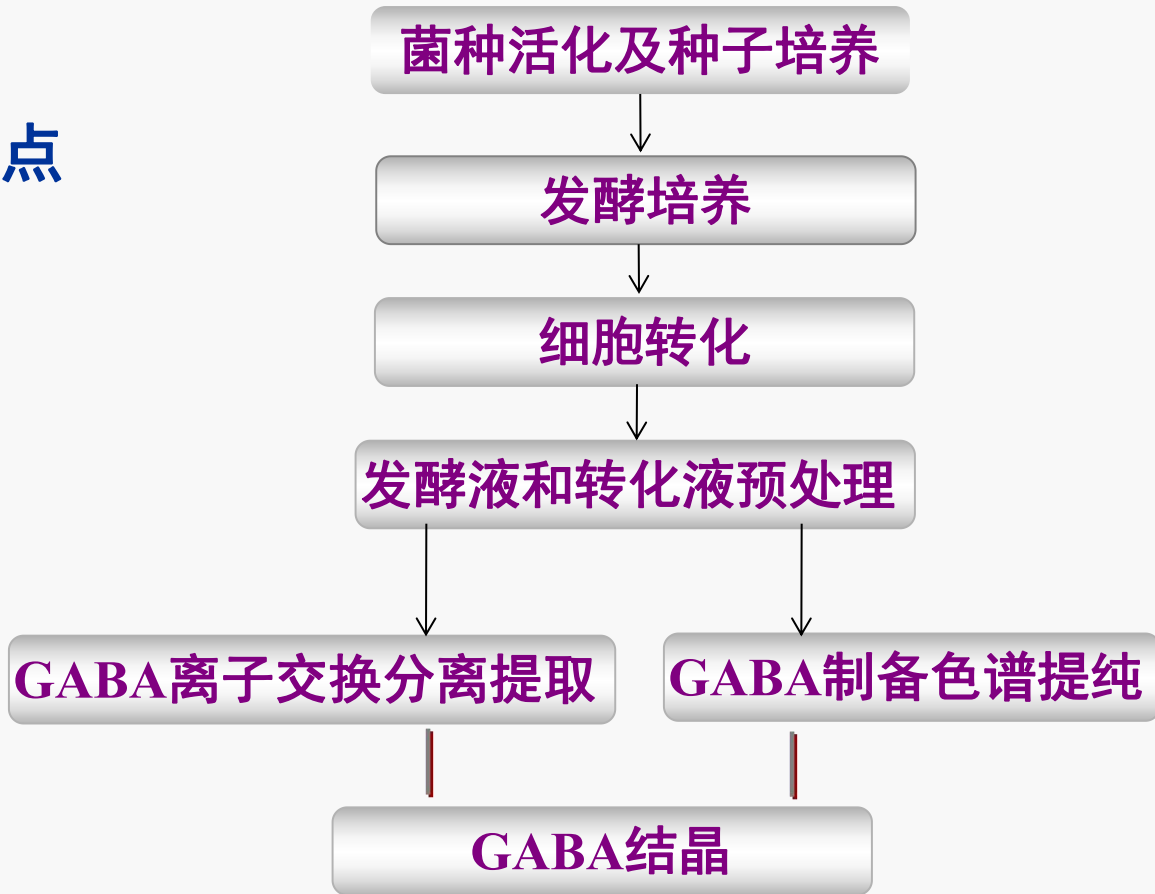 菌种活化及种子培养
点
发酵培养
细胞转化
发酵液和转化液预处理
GABA离子交换分离提取
GABA制备色谱提纯
GABA结晶